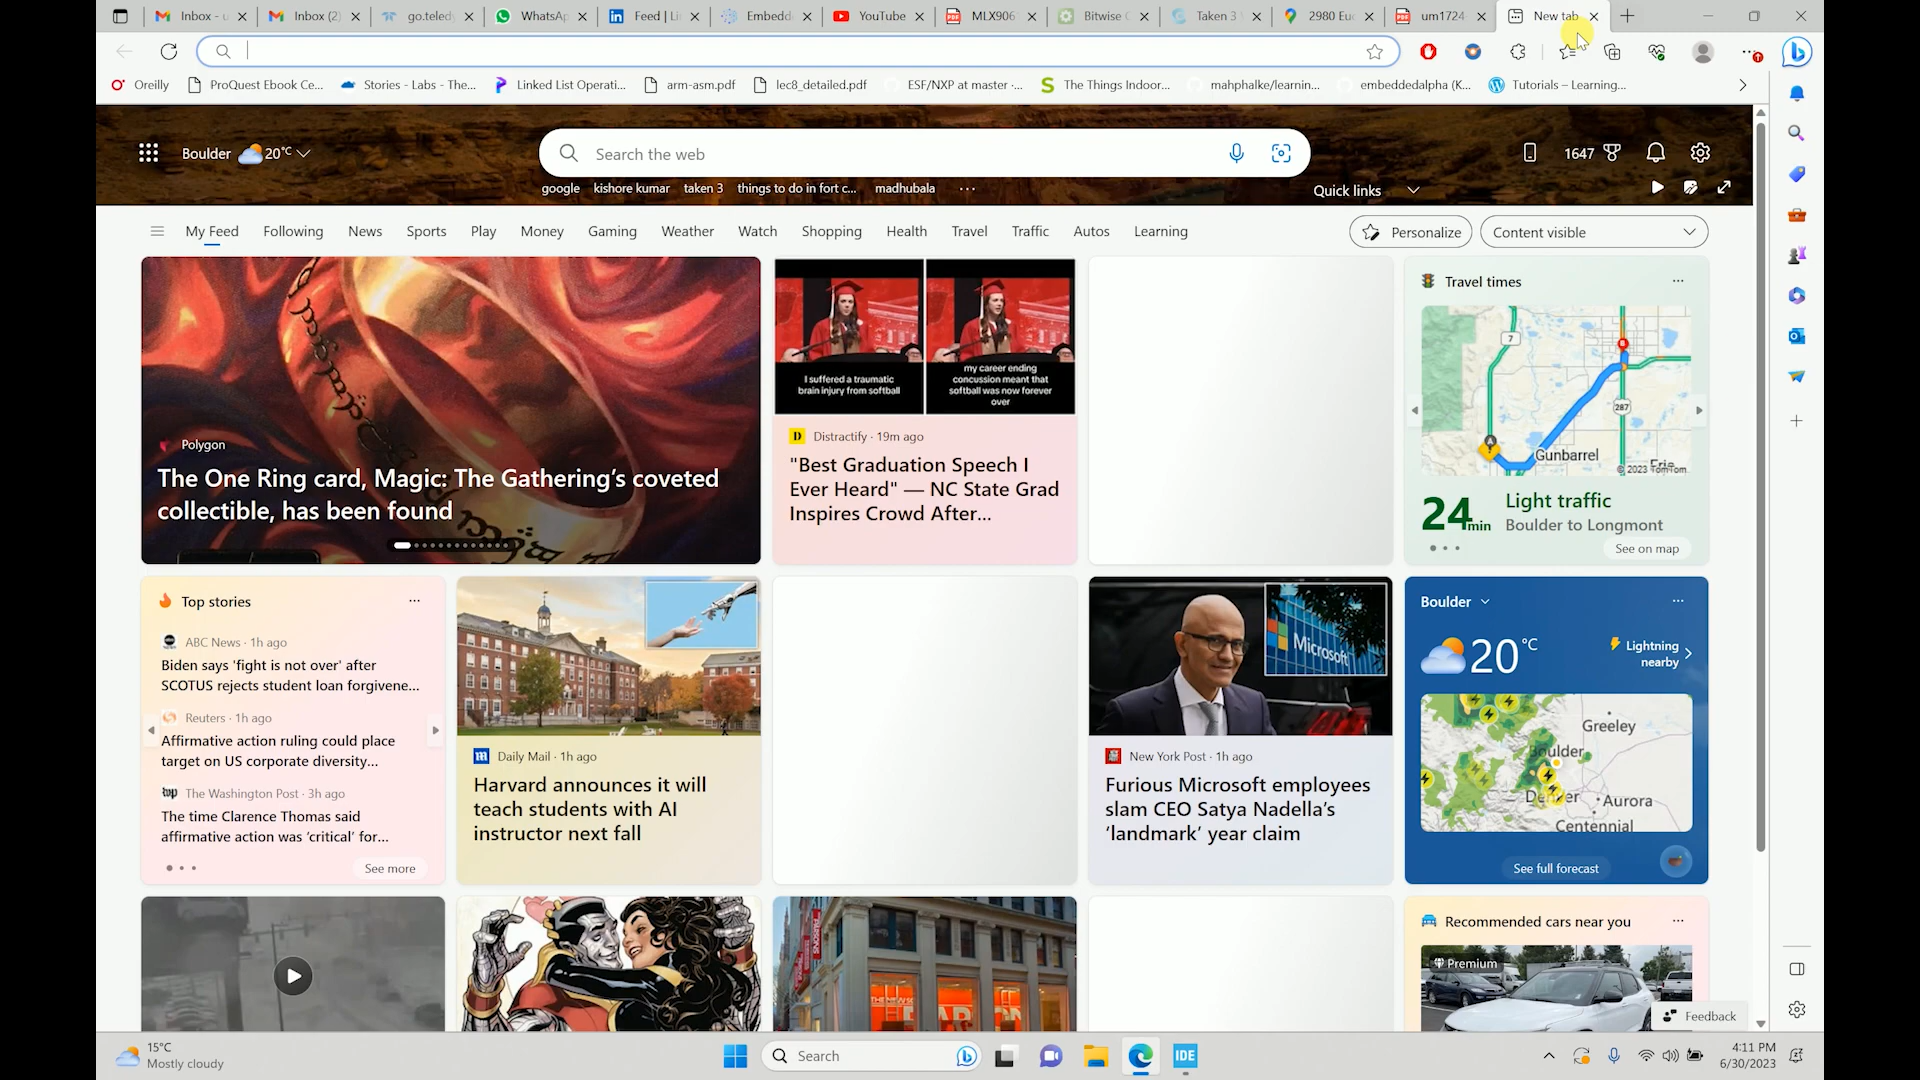 Inbox - u
Inbox (2)
go.teledy
WhatsAp
Feed | Li
Embedd
YouTube
MLX906
Bitwise
Taken 3
2980 Eu
um1724
New tab
Oreilly
ProQuest Ebook Ce...
Stories - Labs - The...
Linked List Operati...
arm-asm.pdf
lec8_detailed.pdf
ESF/NXP at master ·...
The Things Indoor...
mahphalke/learnin...
embeddedalpha (K...
Tutorials – Learning...
Boulder 20°C
Search the web
1647
google kishore kumar taken 3 things to do in fort c... madhubala ...
Quick links
My Feed Following News Sports Play Money Gaming Weather Watch Shopping Health Travel Traffic Autos Learning
Personalize
Content visible
Polygon
The One Ring card, Magic: The Gathering’s coveted
collectible, has been found
I suffered a traumatic
brain injury from softball
my career ending
concussion meant that
softball was now forever
over
Distractify · 19m ago
"Best Graduation Speech I
Ever Heard" — NC State Grad
Inspires Crowd After...
Travel times
7
B
287
A
Gunbarrel
Erie
© 2023 TomTom
24min
Light traffic
Boulder to Longmont
See on map
Top stories
ABC News · 1h ago
Biden says 'fight is not over' after
SCOTUS rejects student loan forgivene...
Reuters · 1h ago
Affirmative action ruling could place
target on US corporate diversity...
wp The Washington Post · 3h ago
The time Clarence Thomas said
affirmative action was ‘critical’ for...
See more
Daily Mail · 1h ago
Harvard announces it will
teach students with AI
instructor next fall
Microsoft
New York Post · 1h ago
Furious Microsoft employees
slam CEO Satya Nadella’s
‘landmark’ year claim
Boulder
20°C
Lightning
nearby
Greeley
Boulder
Denver
Aurora
Centennial
See full forecast
PARSONS
Recommended cars near you
Premium
Feedback
15°C
Mostly cloudy
Search
IDE
4:11 PM
6/30/2023